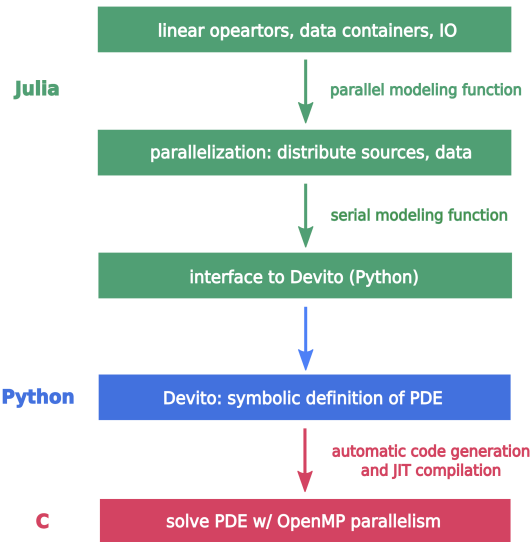 linear opeartors, data containers, IO
Julia
parallel modeling function
parallelization: distribute sources, data
serial modeling function
interface to Devito (Python)
Python
Devito: symbolic definition of PDE
automatic code generation
and JIT compilation
C
solve PDE w/ OpenMP parallelism